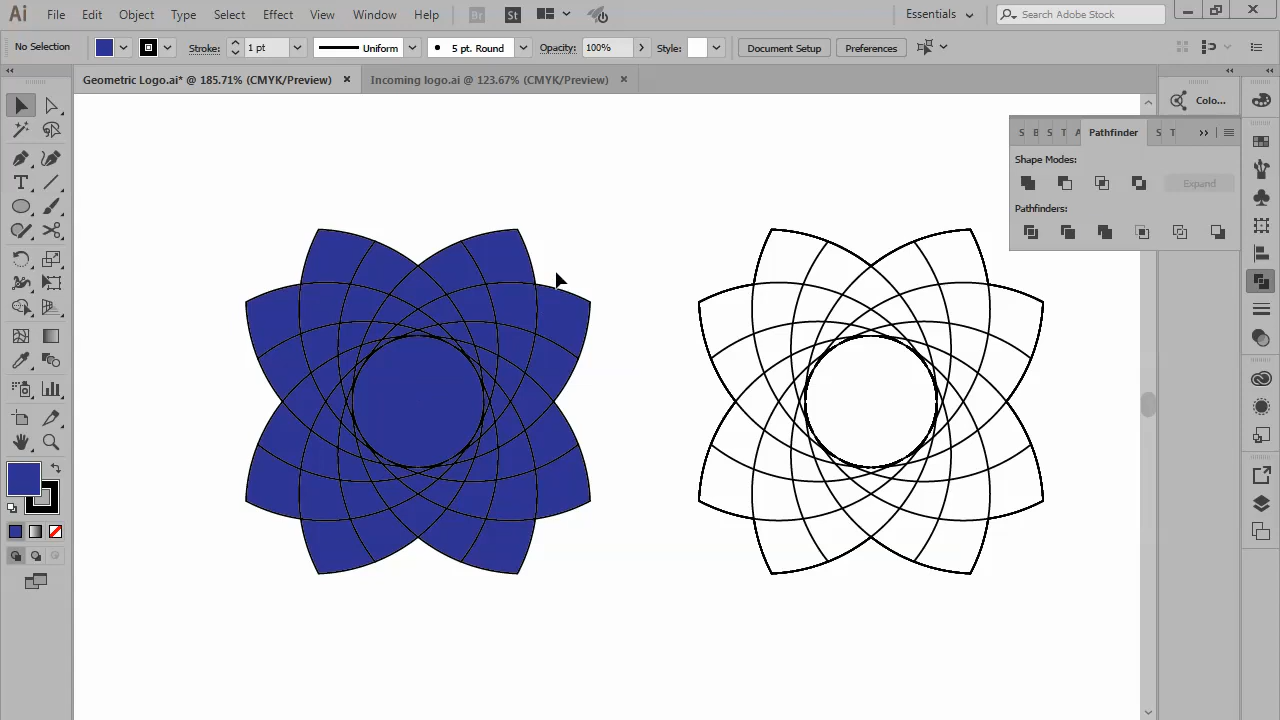 Ai File Edit Object Type Select Effect View Window Help Br St Essentials Search Adobe Stock
No Selection Stroke: 1 pt Uniform 5 pt. Round Opacity: 100% Style: Document Setup Preferences
Geometric Logo.ai* @ 185.71% (CMYK/Preview) Incoming logo.ai @ 123.67% (CMYK/Preview)
Colo...
S B S T A Pathfinder S T
Shape Modes:
Expand
Pathfinders: